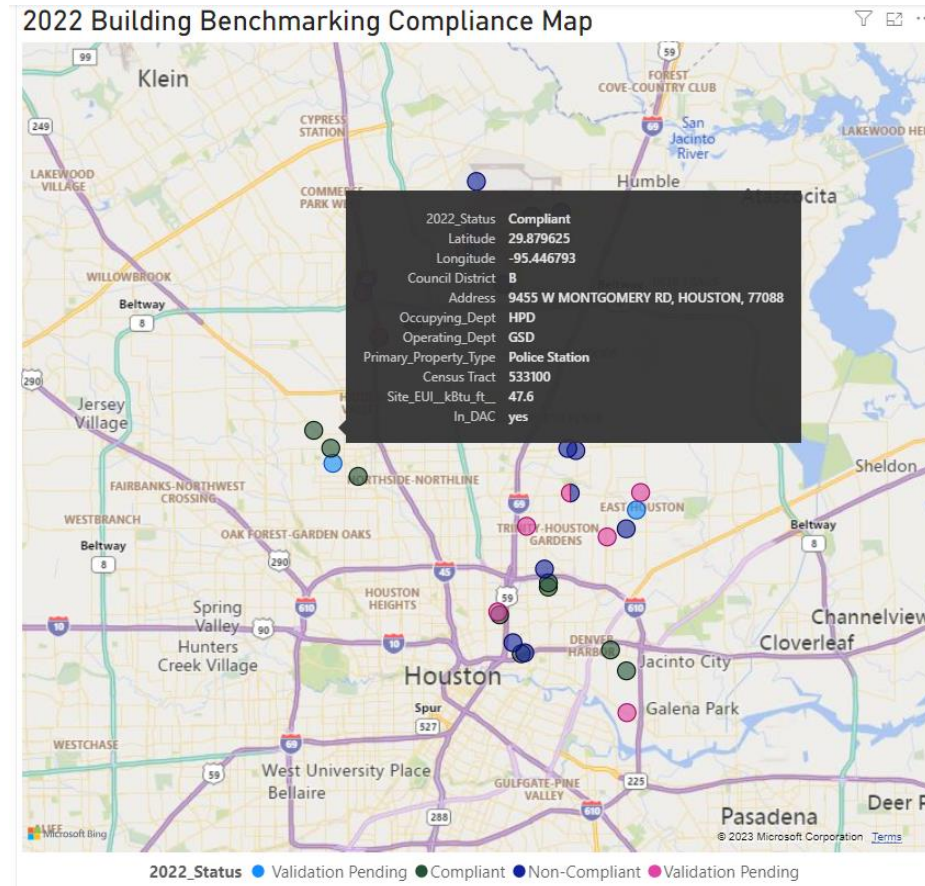 2022 Building Benchmarking Compliance Map
99
59
Klein
FOREST
COVE-COUNTRY CLUB
CYPRESS
STATION
249
69
San
Jacinto
River
LAKEWOOD
LAKEWOOD
VILLAGE
Humble
COMMERCE
PARK
Atascocita
2022_Status Compliant
Latitude 29.879625
Longitude -95.446793
Council District B
Address 9455 W MONTGOMERY RD, HOUSTON, 77088
Occupying_Dept HPD
Operating_Dept GSD
Primary_Property_Type Police Station
Census Tract 533100
Site_EUI__kBtu_ft__ 47.6
In_DAC yes
WILLOWBROOK
Beltway
8
290
Jersey
Village
Sheldon
NORTHSIDE-NORTHLINE
FAIRBANKS-NORTHWEST
CROSSING
69
EAST HOUSTON
WESTBRANCH
OAK FOREST-GARDEN OAKS
TRINITY-HOUSTON
GARDENS
Beltway
8
Beltway
8
290
45
HOUSTON
HEIGHTS
59
Spring
Valley
610
610
Channelview
10
90
Hunters
Creek Village
10
DENVER
HARBOR
Cloverleaf
Jacinto City
Houston
Spur
527
Galena Park
WESTCHASE
69
59
West University Place
Bellaire
GULFGATE-PINE
VALLEY
225
610
288
Pasadena
Deer
Microsoft Bing
© 2023 Microsoft Corporation Terms
2022_Status Validation Pending Compliant Non-Compliant Validation Pending